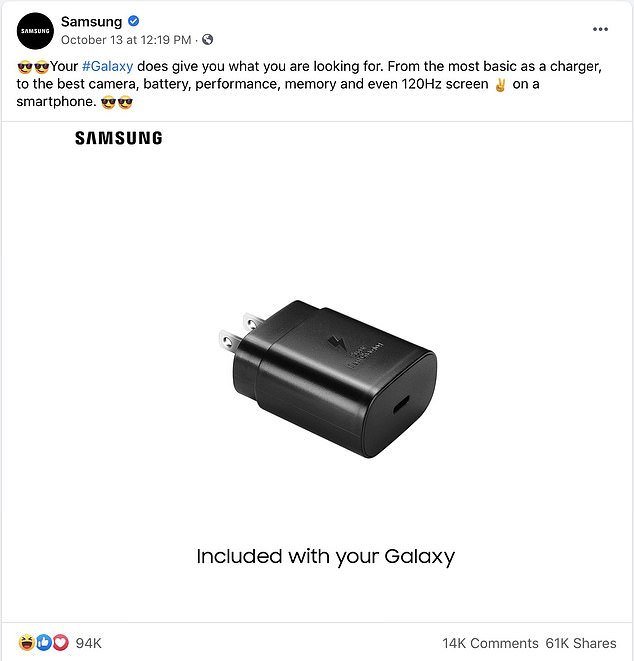 SAMSUNG
Samsung
October 13 at 12:19 PM ·
😎😎Your #Galaxy does give you what you are looking for. From the most basic as a charger,
to the best camera, battery, performance, memory and even 120Hz screen ✌️ on a
smartphone. 😎😎
SAMSUNG
Included with your Galaxy
94K
14K Comments 61K Shares